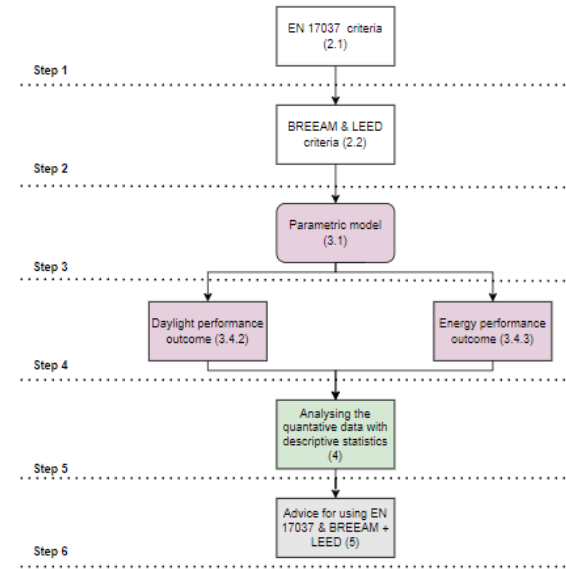 EN 17037 criteria
(2.1)
Step 1
BREEAM & LEED
criteria (2.2)
Step 2
Parametric model
(3.1)
Step 3
Daylight performance
outcome (3.4.2)
Energy performance
outcome (3.4.3)
Step 4
Analysing the
quantative data with
descriptive statistics
(4)
Step 5
Advice for using EN
17037 & BREEAM +
LEED (5)
Step 6